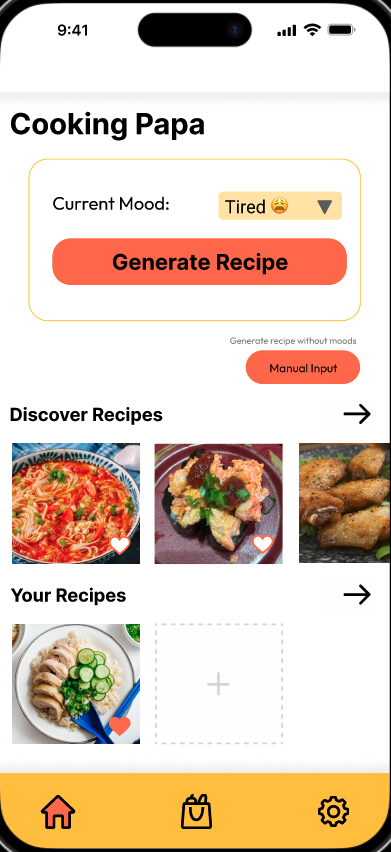 9:41
Cooking Papa
Current Mood:
Tired 😩
Generate Recipe
Generate recipe without moods
Manual Input
Discover Recipes
Your Recipes